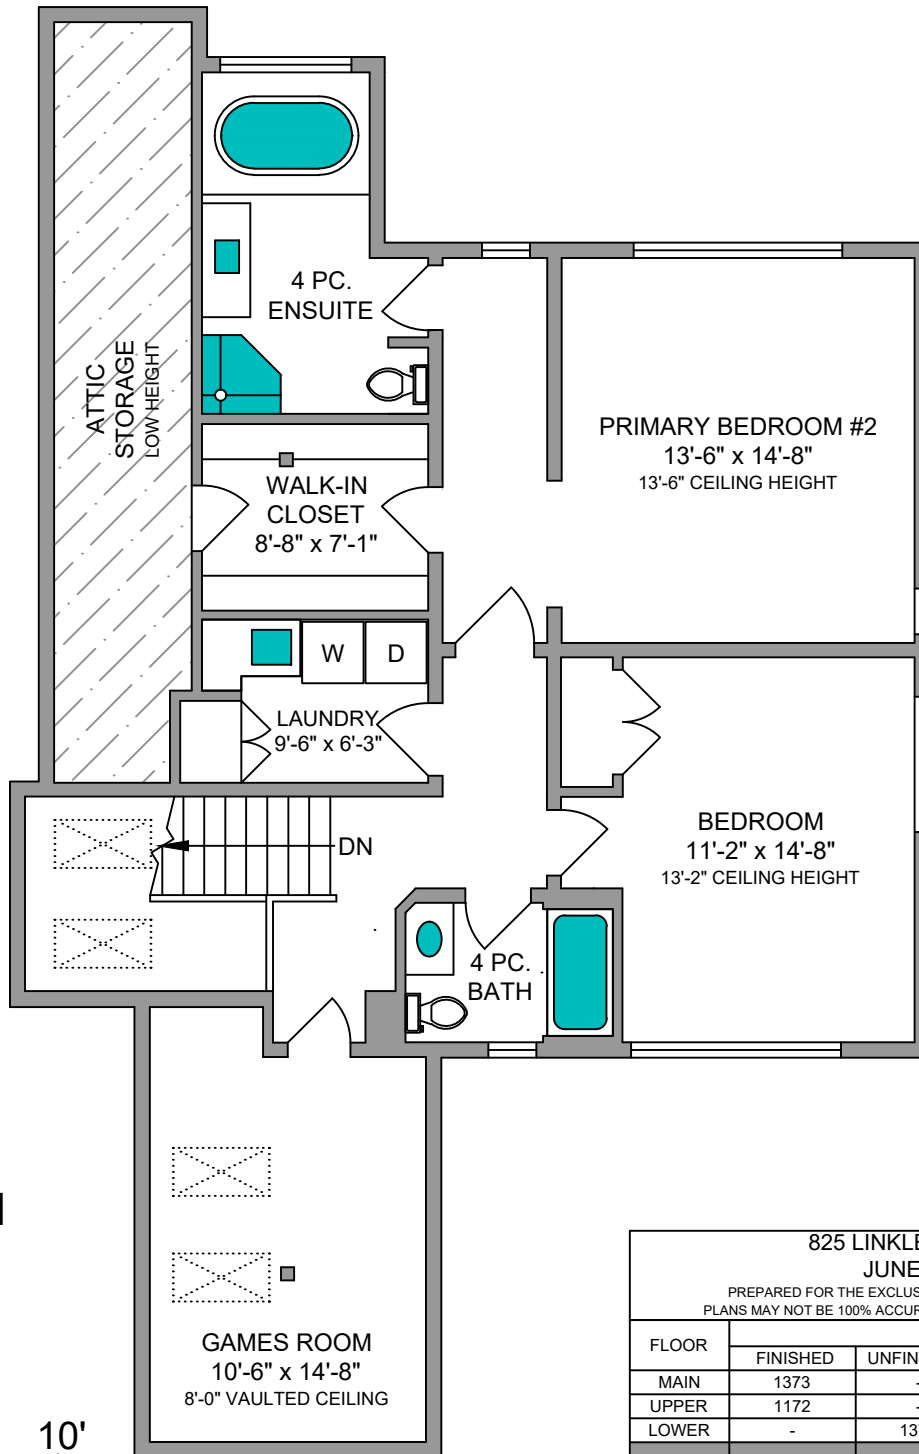 4 PC.
ENSUITE
ATTIC
STORAGE
LOW HEIGHT
PRIMARY BEDROOM #2
13'-6" x 14'-8"
13'-6" CEILING HEIGHT
WALK-IN
CLOSET
8'-8" x 7'-1"
W
D
LAUNDRY
9'-6" x 6'-3"
DN
BEDROOM
11'-2" x 14'-8"
13'-2" CEILING HEIGHT
4 PC.
BATH
GAMES ROOM
10'-6" x 14'-8"
8'-0" VAULTED CEILING
10'
825 LINKLE
JUNE
PREPARED FOR THE EXCLUS
PLANS MAY NOT BE 100% ACCUR
FLOOR
FINISHED UNFIN
MAIN 1373 -
UPPER 1172 -
LOWER - 13